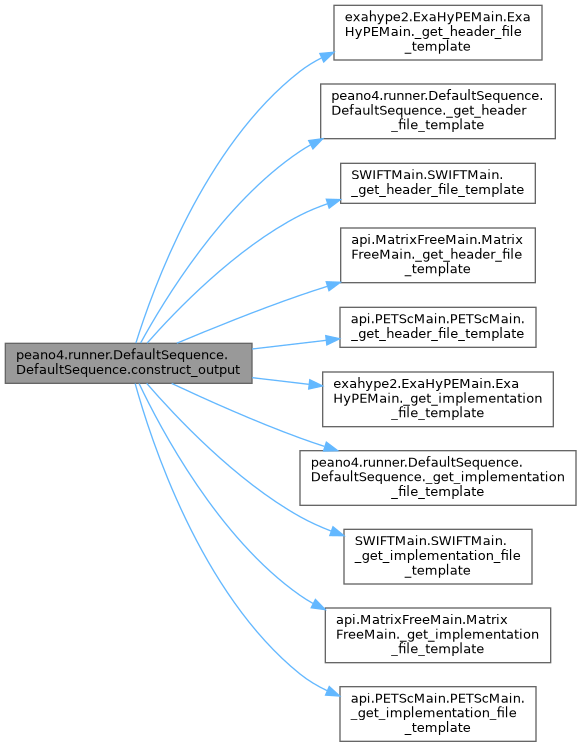 exahype2.ExaHyPEMain.Exa
HyPEMain._get_header_file
_template
peano4.runner.DefaultSequence.
DefaultSequence._get_header
_file_template
SWIFTMain.SWIFTMain.
_get_header_file_template
api.MatrixFreeMain.Matrix
FreeMain._get_header_file
_template
api.PETScMain.PETScMain.
_get_header_file_template
peano4.runner.DefaultSequence.
DefaultSequence.construct_output
exahype2.ExaHyPEMain.Exa
HyPEMain._get_implementation
_file_template
peano4.runner.DefaultSequence.
DefaultSequence._get_implementation
_file_template
SWIFTMain.SWIFTMain.
_get_implementation_file
_template
api.MatrixFreeMain.Matrix
FreeMain._get_implementation
_file_template
api.PETScMain.PETScMain.
_get_implementation_file
_template